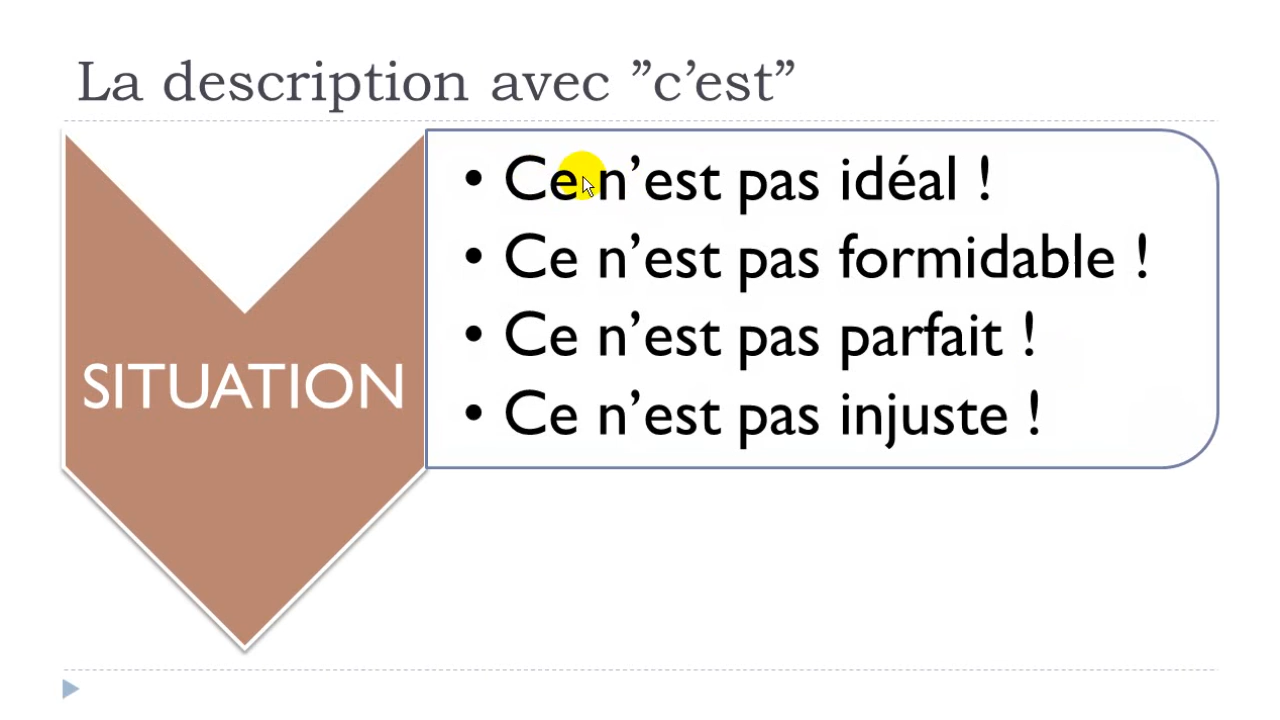 La description avec ”c’est”
SITUATION
• Ce n’est pas idéal !
• Ce n’est pas formidable !
• Ce n’est pas parfait !
• Ce n’est pas injuste !